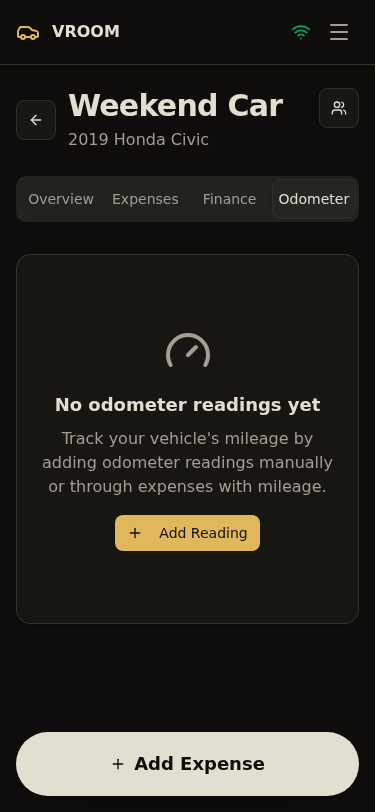 VROOM
Weekend Car
2019 Honda Civic
Overview Expenses Finance Odometer
No odometer readings yet
Track your vehicle's mileage by
adding odometer readings manually
or through expenses with mileage.
Add Reading
Add Expense